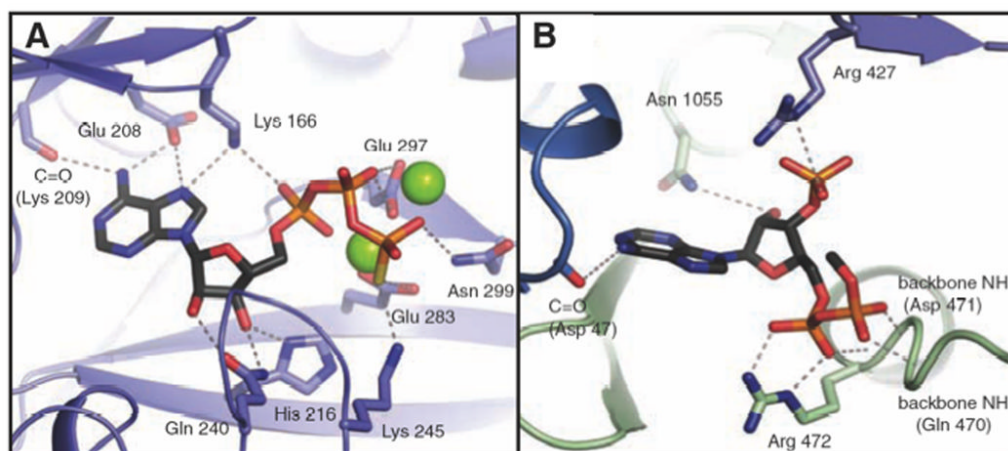 A
Glu 208
Lys 166
C=O
(Lys 209)
Glu 297
Asn 299
Glu 283
Gln 240
His 216
Lys 245
B
Arg 427
Asn 1055
C=O
(Asp 47)
backbone NH
(Asp 471)
backbone NH
(Gln 470)
Arg 472